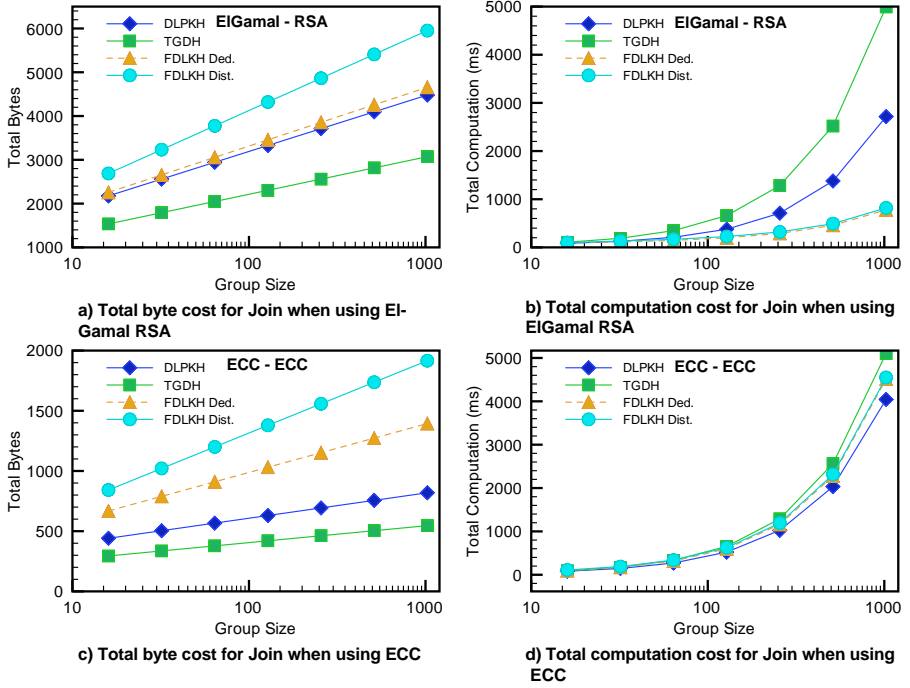 ElGamal - RSA
DLPKH
TGDH
FDLKH Ded.
FDLKH Dist.
Total Bytes
6000
5000
4000
3000
2000
1000
10
100
1000
Group Size
a) Total byte cost for Join when using El-
Gamal RSA
ElGamal - RSA
DLPKH
TGDH
FDLKH Ded.
FDLKH Dist.
Total Computation (ms)
5000
4000
3000
2000
1000
0
10
100
1000
Group Size
b) Total computation cost for Join when using
ElGamal RSA
ECC - ECC
DLPKH
TGDH
FDLKH Ded.
FDLKH Dist.
Total Bytes
2000
1500
1000
500
0
10
100
1000
Group Size
c) Total byte cost for Join when using ECC
ECC - ECC
DLPKH
TGDH
FDLKH Ded.
FDLKH Dist.
Total Computation (ms)
5000
4000
3000
2000
1000
0
10
100
1000
Group Size
d) Total computation cost for Join when using
ECC